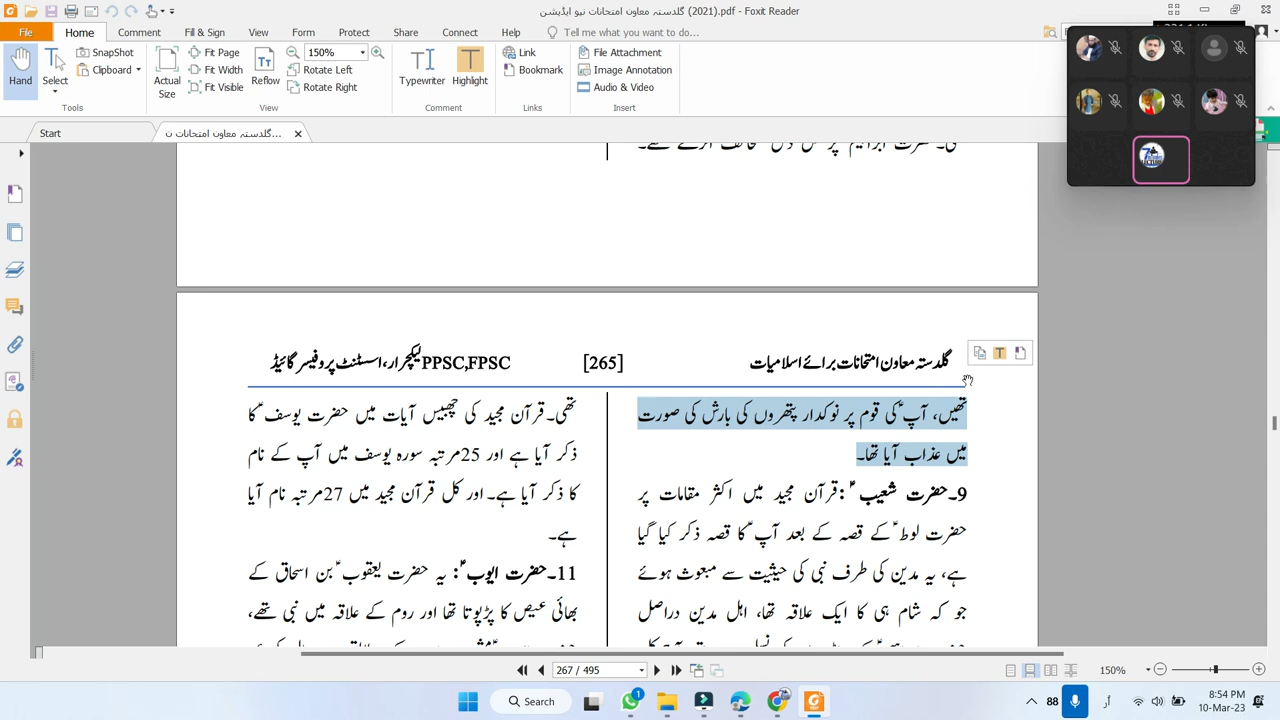 گلدستہ معاون امتحانات نیو ایڈیشن (2021).pdf - Foxit Reader
File
Home
Comment
Fill & Sign
View
Form
Protect
Share
Connect
Help
Tell me what you want to do...
Hand
Select
SnapShot
Clipboard
Actual Size
Fit Page
Fit Width
Fit Visible
Reflow
150%
Rotate Left
Rotate Right
Typewriter
Highlight
Link
Bookmark
File Attachment
Image Annotation
Audio & Video
Tools
View
Comment
Links
Insert
Start
گلدستہ معاون امتحانات ن...
گلدستہ معاون امتحانات برائے اسلامیات
[265]
PPSC,FPSC لیکچرار، اسسٹنٹ پروفیسر گائیڈ
تھیں، آپؑ کی قوم پر نوکدار پتھروں کی بارش کی صورت
میں عذاب آیا تھا۔
9۔حضرت شعیبؑ: قرآن مجید میں اکثر مقامات پر
حضرت لوطؑ کے قصہ کے بعد آپؑ کا قصہ ذکر کیا گیا
ہے، یہ مدین کی طرف نبی کی حیثیت سے مبعوث ہوئے
جو کہ شام ہی کا ایک علاقہ تھا، اہل مدین دراصل
تھی۔ قرآن مجید کی چھبیس آیات میں حضرت یوسفؑ کا
ذکر آیا ہے اور 25مرتبہ سورہ یوسف میں آپ کے نام
کا ذکر آیا ہے۔ اور کل قرآن مجید میں 27مرتبہ نام آیا
ہے۔
11۔حضرت ایوبؑ: یہ حضرت یعقوبؑ بن اسحاق کے
بھائی عیص کا پڑپوتا تھا اور روم کے علاقہ میں نبی تھے،
267 / 495
150%
Search
1
88
8:54 PM
10-Mar-23